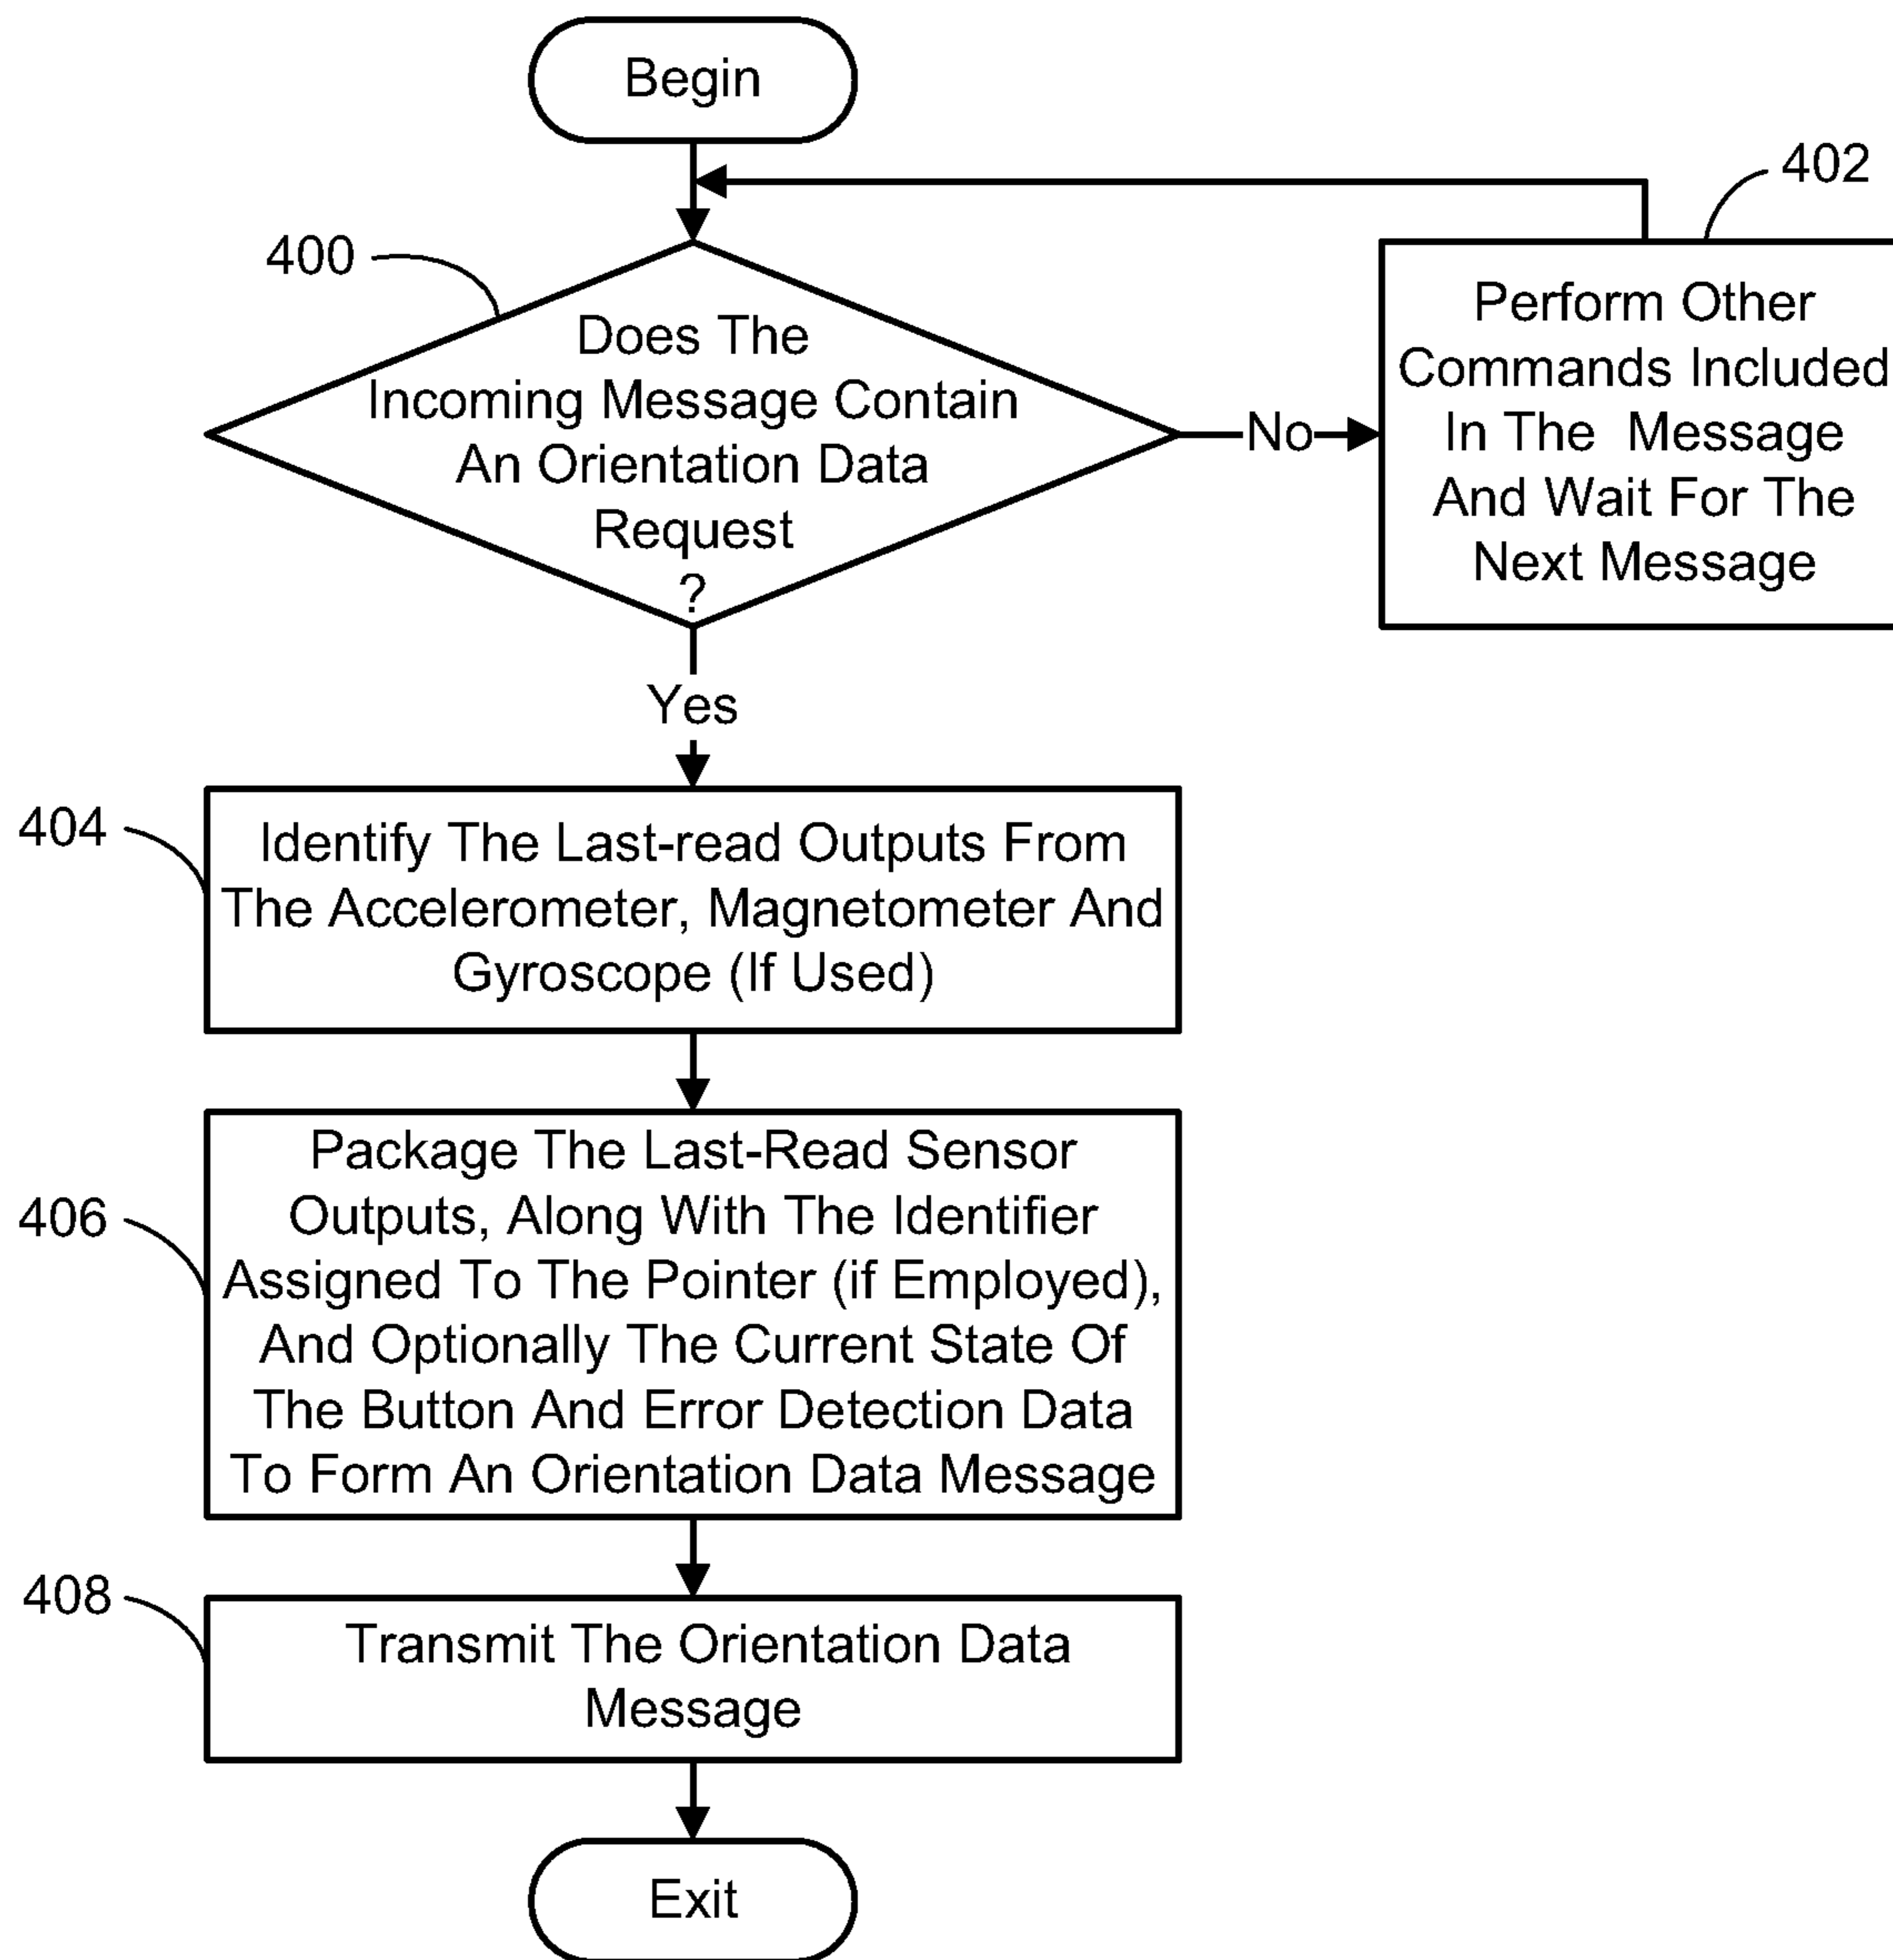 Begin
402
400
Does The
Incoming Message Contain
An Orientation Data
Request
?
No
Perform Other
Commands Included
In The Message
And Wait For The
Next Message
Yes
404
Identify The Last-read Outputs From
The Accelerometer, Magnetometer And
Gyroscope (If Used)
406
Package The Last-Read Sensor
Outputs, Along With The Identifier
Assigned To The Pointer (if Employed),
And Optionally The Current State Of
The Button And Error Detection Data
To Form An Orientation Data Message
408
Transmit The Orientation Data
Message
Exit